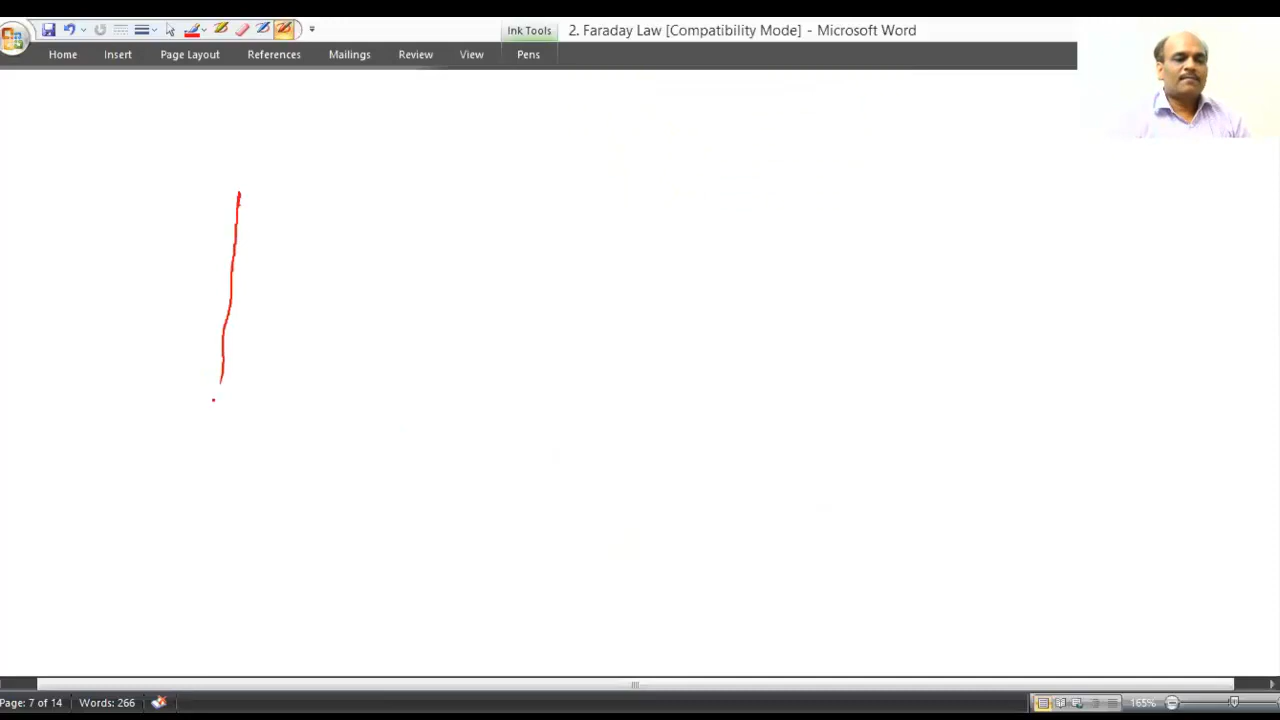 Ink Tools 2. Faraday Law [Compatibility Mode] - Microsoft Word
Home Insert Page Layout References Mailings Review View Pens
Page: 7 of 14 Words: 266 165%